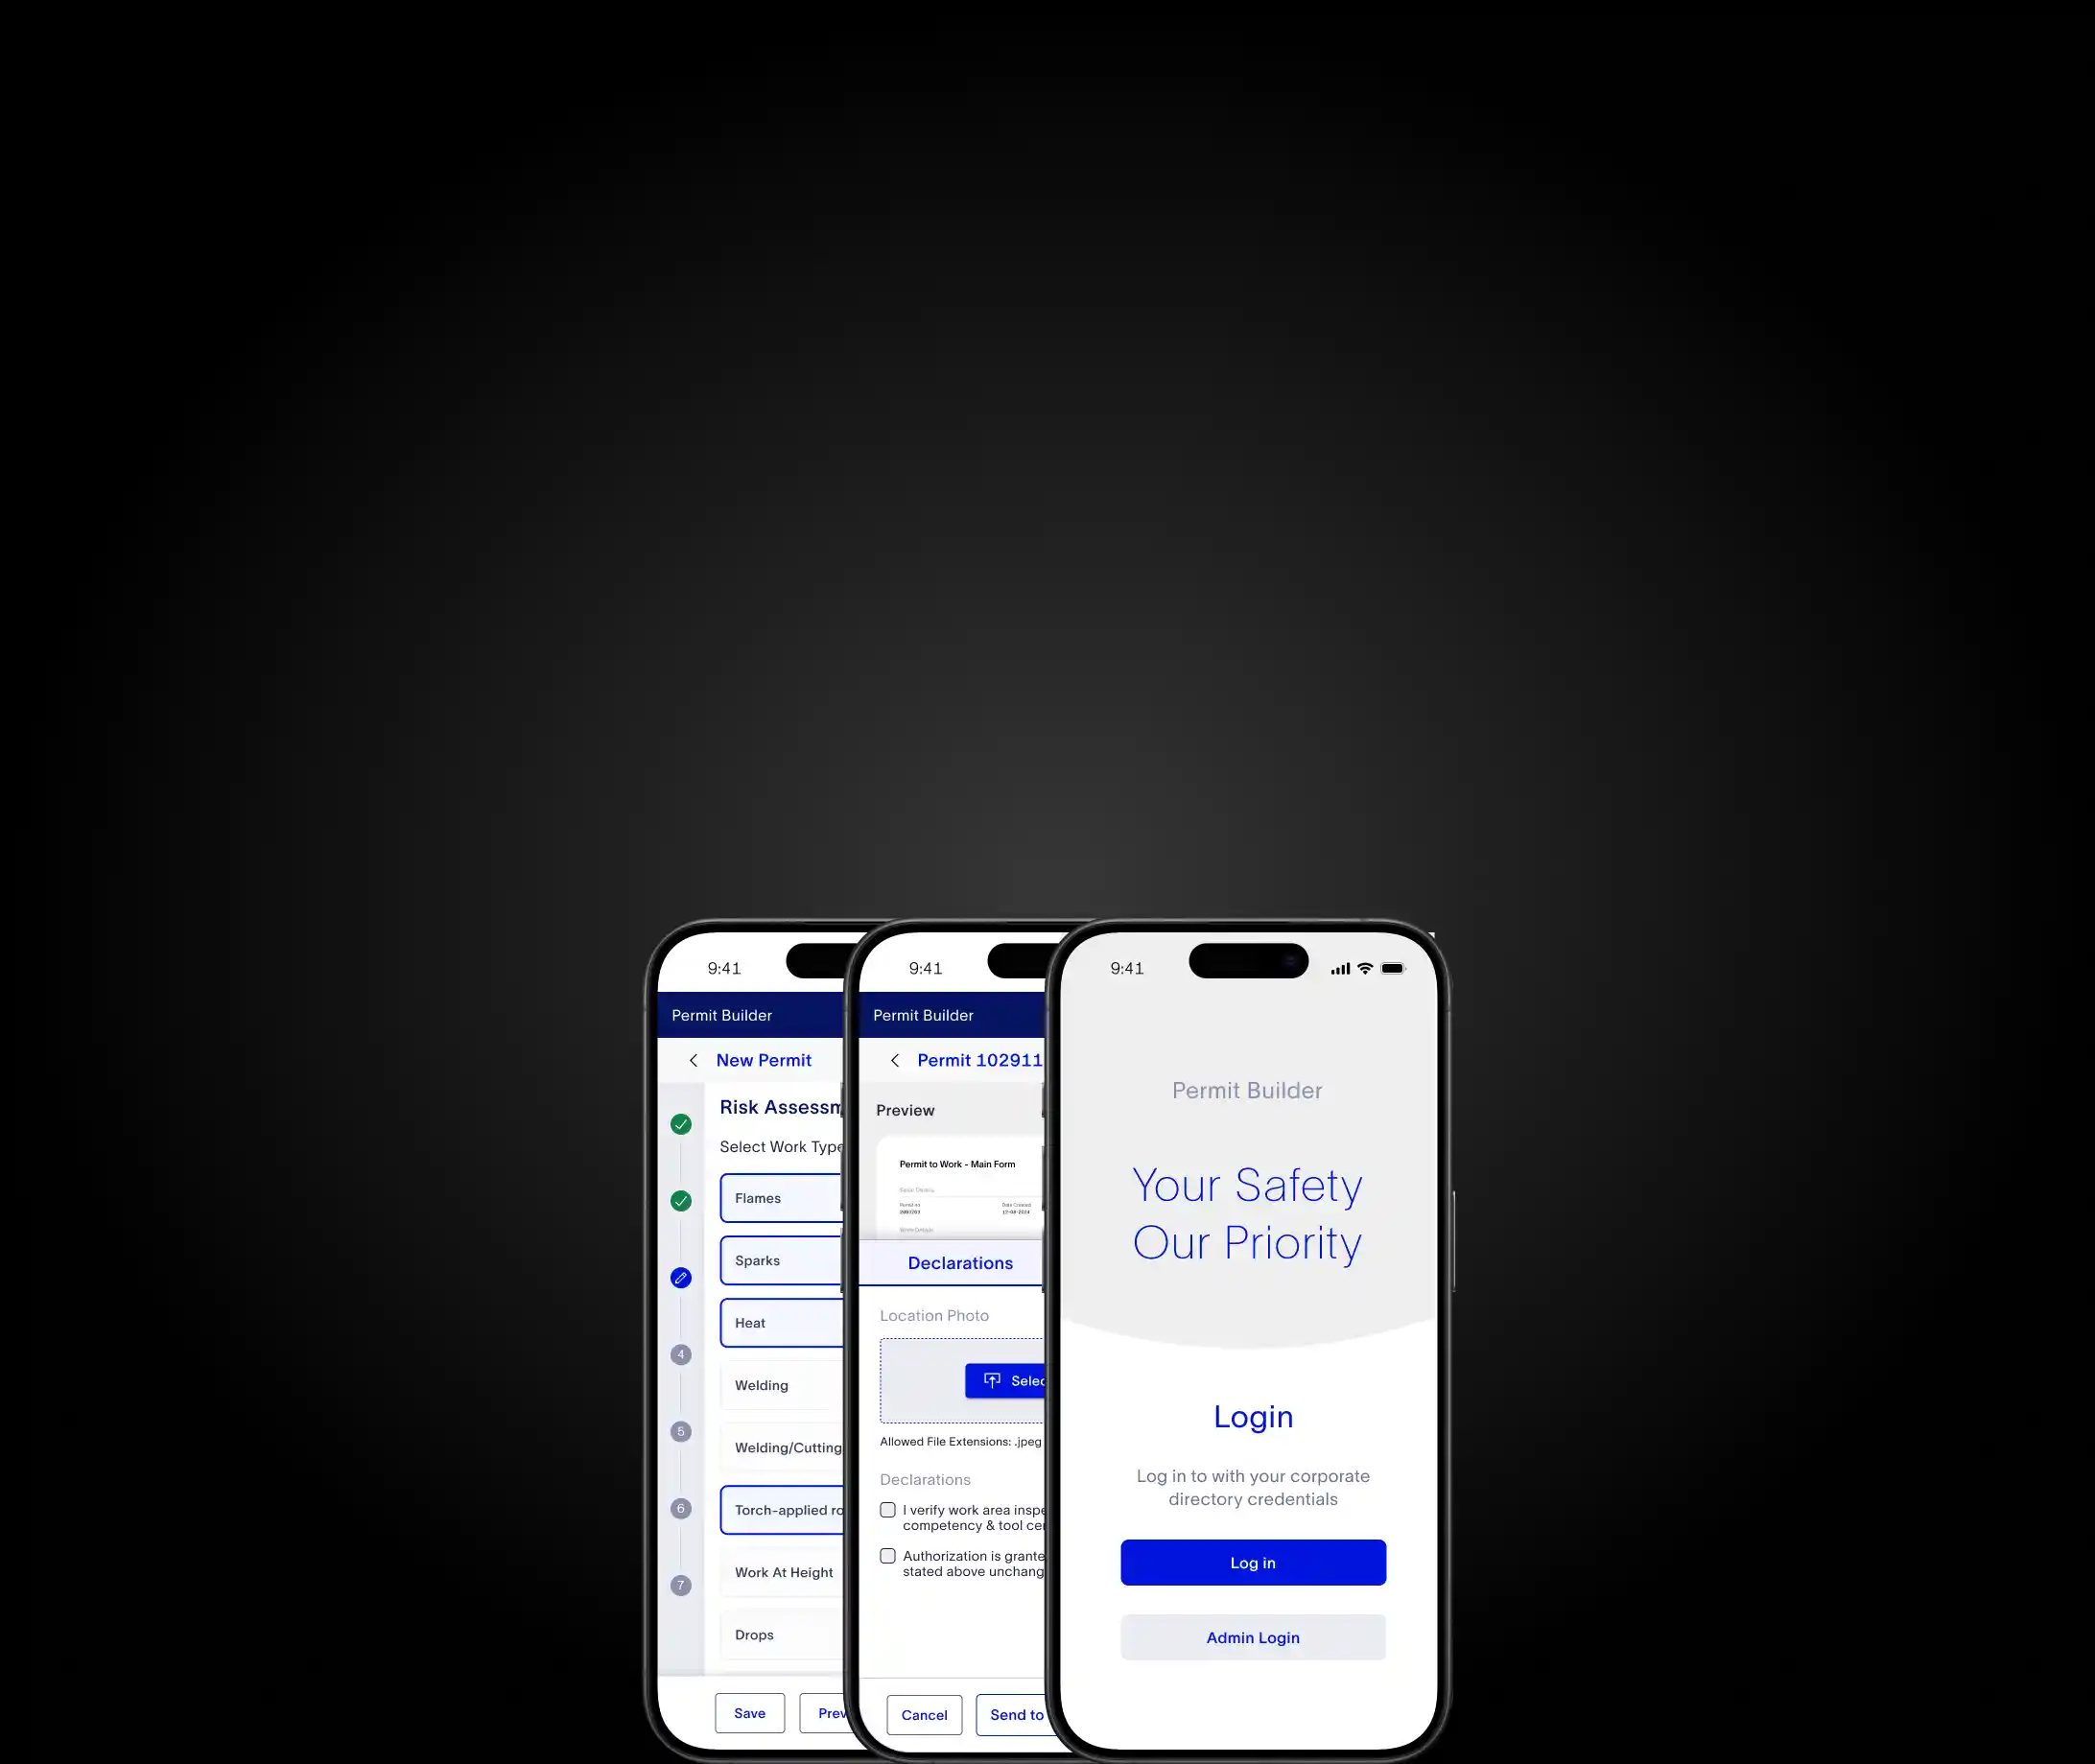 9:41
Permit Builder
New Permit
Risk Assessm
Select Work Type
Flames
Sparks
Heat
Welding
Welding/Cutting
Torch-applied ro
Work At Height
Drops
4
5
6
7
Save
Prev
9:41
Permit Builder
Permit 102911
Preview
Permit to Work - Main Form
Date Created
Declarations
Location Photo
Selec
Allowed File Extensions: .jpeg
Declarations
I verify work area inspe
competency & tool cer
Authorization is grante
stated above unchang
Cancel
Send to
9:41
Permit Builder
Your Safety
Our Priority
Login
Log in to with your corporate
directory credentials
Log in
Admin Login